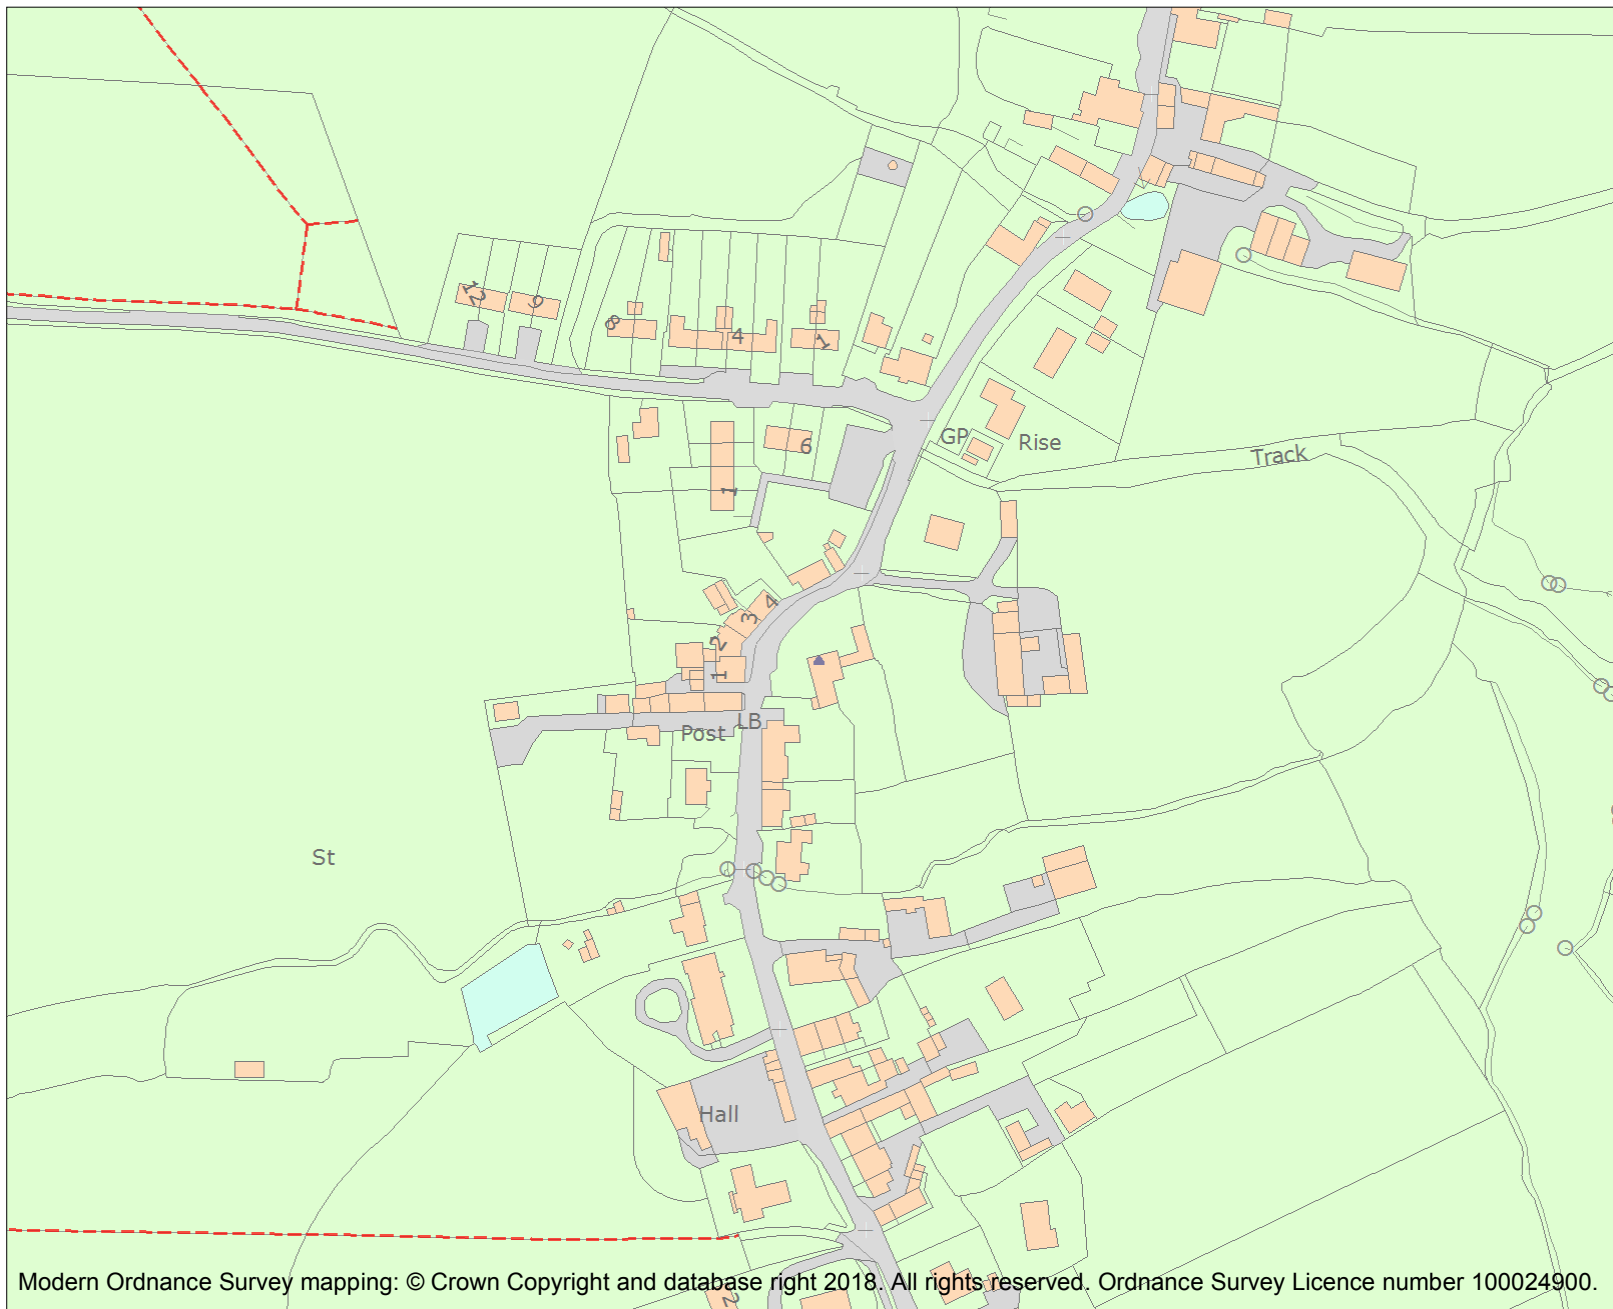 12
9
8
4
1
6
GP
Rise
Track
1
4
3
2
1
LB
Post
St
Hall
2
Modern Ordnance Survey mapping: © Crown Copyright and database right 2018. All rights reserved. Ordnance Survey Licence number 100024900.